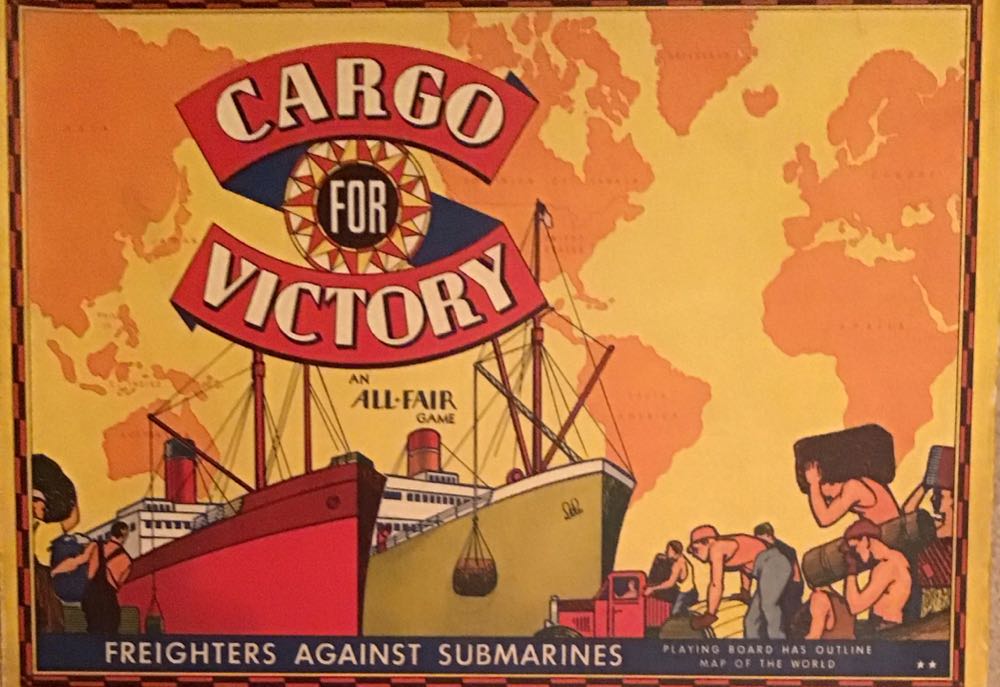 CARGO
FOR
VICTORY
AN
ALL-FAIR
GAME
FREIGHTERS AGAINST SUBMARINES
PLAYING BOARD HAS OUTLINE
MAP OF THE WORLD